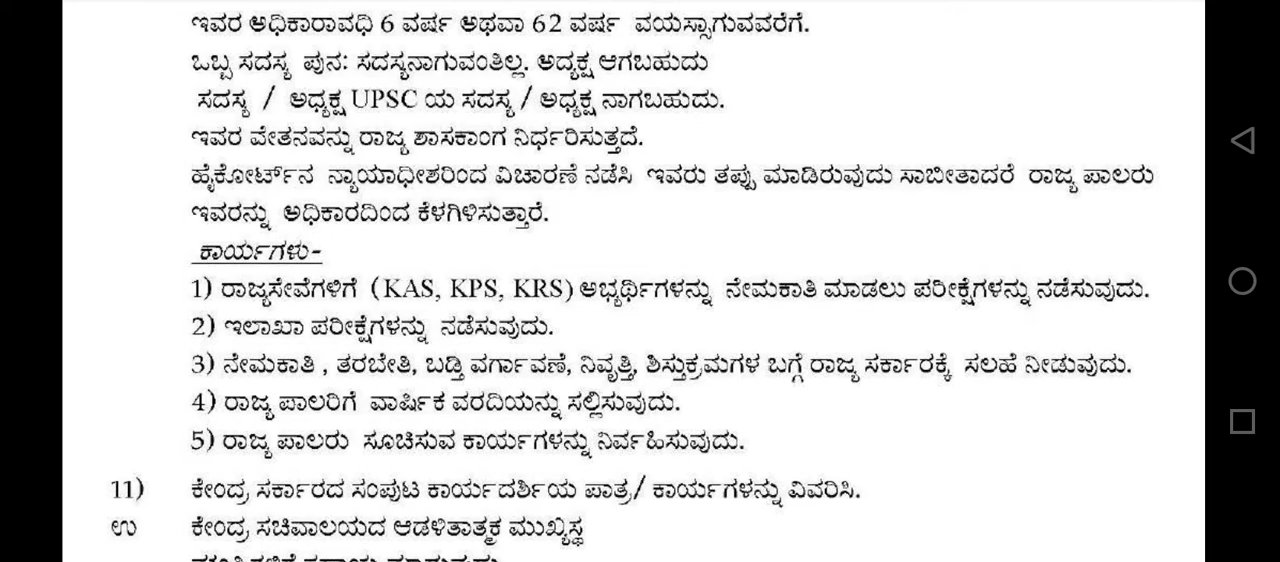 ಇವರ ಅಧಿಕಾರಾವಧಿ 6 ವರ್ಷ ಅಥವಾ 62 ವರ್ಷ ವಯಸ್ಸಾಗುವವರೆಗೆ.
ಒಬ್ಬ ಸದಸ್ಯ ಪುನಃ ಸದಸ್ಯನಾಗುವಂತಿಲ್ಲ. ಅದ್ಯಕ್ಷ ಆಗಬಹುದು
ಸದಸ್ಯ / ಅಧ್ಯಕ್ಷ UPSC ಯ ಸದಸ್ಯ / ಅಧ್ಯಕ್ಷ ನಾಗಬಹುದು.
ಇವರ ವೇತನವನ್ನು ರಾಜ್ಯ ಶಾಸಕಾಂಗ ನಿರ್ಧರಿಸುತ್ತದೆ.
ಹೈಕೋರ್ಟ್‌ನ ನ್ಯಾಯಾಧೀಶರಿಂದ ವಿಚಾರಣೆ ನಡೆಸಿ ಇವರು ತಪ್ಪು ಮಾಡಿರುವುದು ಸಾಬೀತಾದರೆ ರಾಜ್ಯ ಪಾಲರು
ಇವರನ್ನು ಅಧಿಕಾರದಿಂದ ಕೆಳಗಿಳಿಸುತ್ತಾರೆ.
ಕಾರ್ಯಗಳು-
1) ರಾಜ್ಯಸೇವೆಗಳಿಗೆ (KAS, KPS, KRS) ಅಭ್ಯರ್ಥಿಗಳನ್ನು ನೇಮಕಾತಿ ಮಾಡಲು ಪರೀಕ್ಷೆಗಳನ್ನು ನಡೆಸುವುದು.
2) ಇಲಾಖಾ ಪರೀಕ್ಷೆಗಳನ್ನು ನಡೆಸುವುದು.
3) ನೇಮಕಾತಿ , ತರಬೇತಿ, ಬಡ್ತಿ ವರ್ಗಾವಣೆ, ನಿವೃತ್ತಿ, ಶಿಸ್ತುಕ್ರಮಗಳ ಬಗ್ಗೆ ರಾಜ್ಯ ಸರ್ಕಾರಕ್ಕೆ ಸಲಹೆ ನೀಡುವುದು.
4) ರಾಜ್ಯ ಪಾಲರಿಗೆ ವಾರ್ಷಿಕ ವರದಿಯನ್ನು ಸಲ್ಲಿಸುವುದು.
5) ರಾಜ್ಯ ಪಾಲರು ಸೂಚಿಸುವ ಕಾರ್ಯಗಳನ್ನು ನಿರ್ವಹಿಸುವುದು.
11) ಕೇಂದ್ರ ಸರ್ಕಾರದ ಸಂಪುಟ ಕಾರ್ಯದರ್ಶಿಯ ಪಾತ್ರ/ ಕಾರ್ಯಗಳನ್ನು ವಿವರಿಸಿ.
ಉ ಕೇಂದ್ರ ಸಚಿವಾಲಯದ ಆಡಳಿತಾತ್ಮಕ ಮುಖ್ಯಸ್ಥ